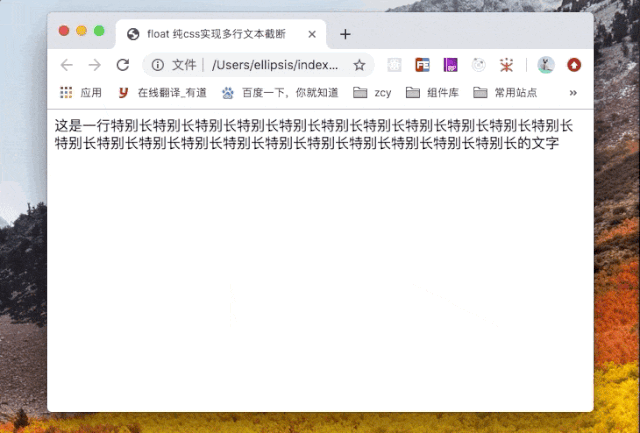 float 纯css实现多行文本截断
文件 | /Users/ellipsis/index...
应用 在线翻译_有道 百度一下，你就知道 zcy 组件库 常用站点 »
这是一行特别长特别长特别长特别长特别长特别长特别长特别长特别长特别长特别长
特别长特别长特别长特别长特别长特别长特别长特别长特别长特别长特别长的文字